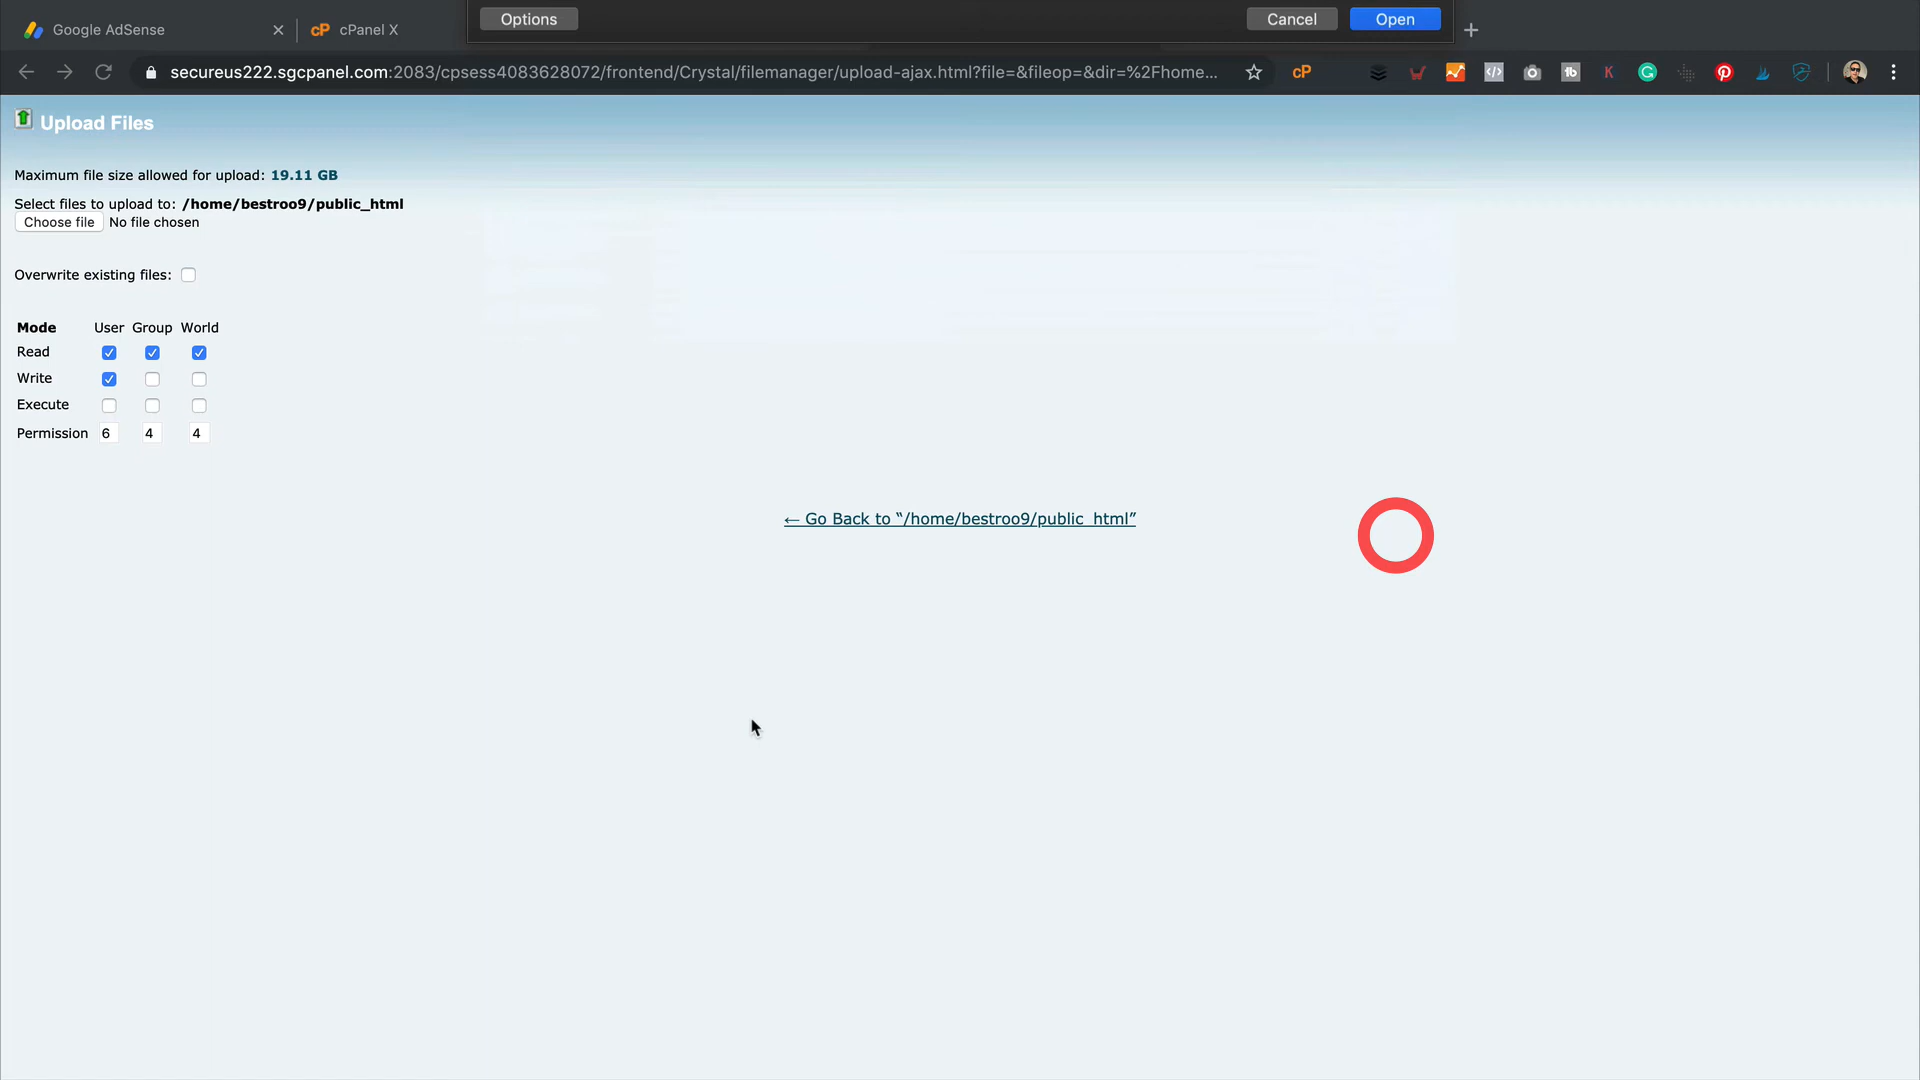 Options
Cancel
Open
Google AdSense
cPanel X
secureus222.sgcpanel.com:2083/cpsess4083628072/frontend/Crystal/filemanager/upload-ajax.html?file=&fileop=&dir=%2Fhome...
cP
Upload Files
Maximum file size allowed for upload: 19.11 GB
Select files to upload to: /home/bestroo9/public_html
Choose file No file chosen
Overwrite existing files:
Mode User Group World
Read
Write
Execute
Permission 6 4 4
← Go Back to “/home/bestroo9/public_html”